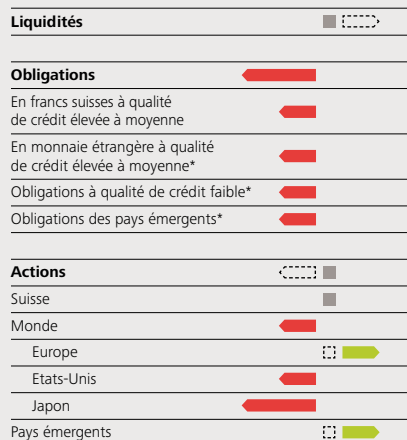 Liquidités
Obligations
En francs suisses à qualité
de crédit élevée à moyenne
En monnaie étrangère à qualité
de crédit élevée à moyenne*
Obligations à qualité de crédit faible*
Obligations des pays émergents*
Actions
Suisse
Monde
Europe
Etats-Unis
Japon
Pays émergents